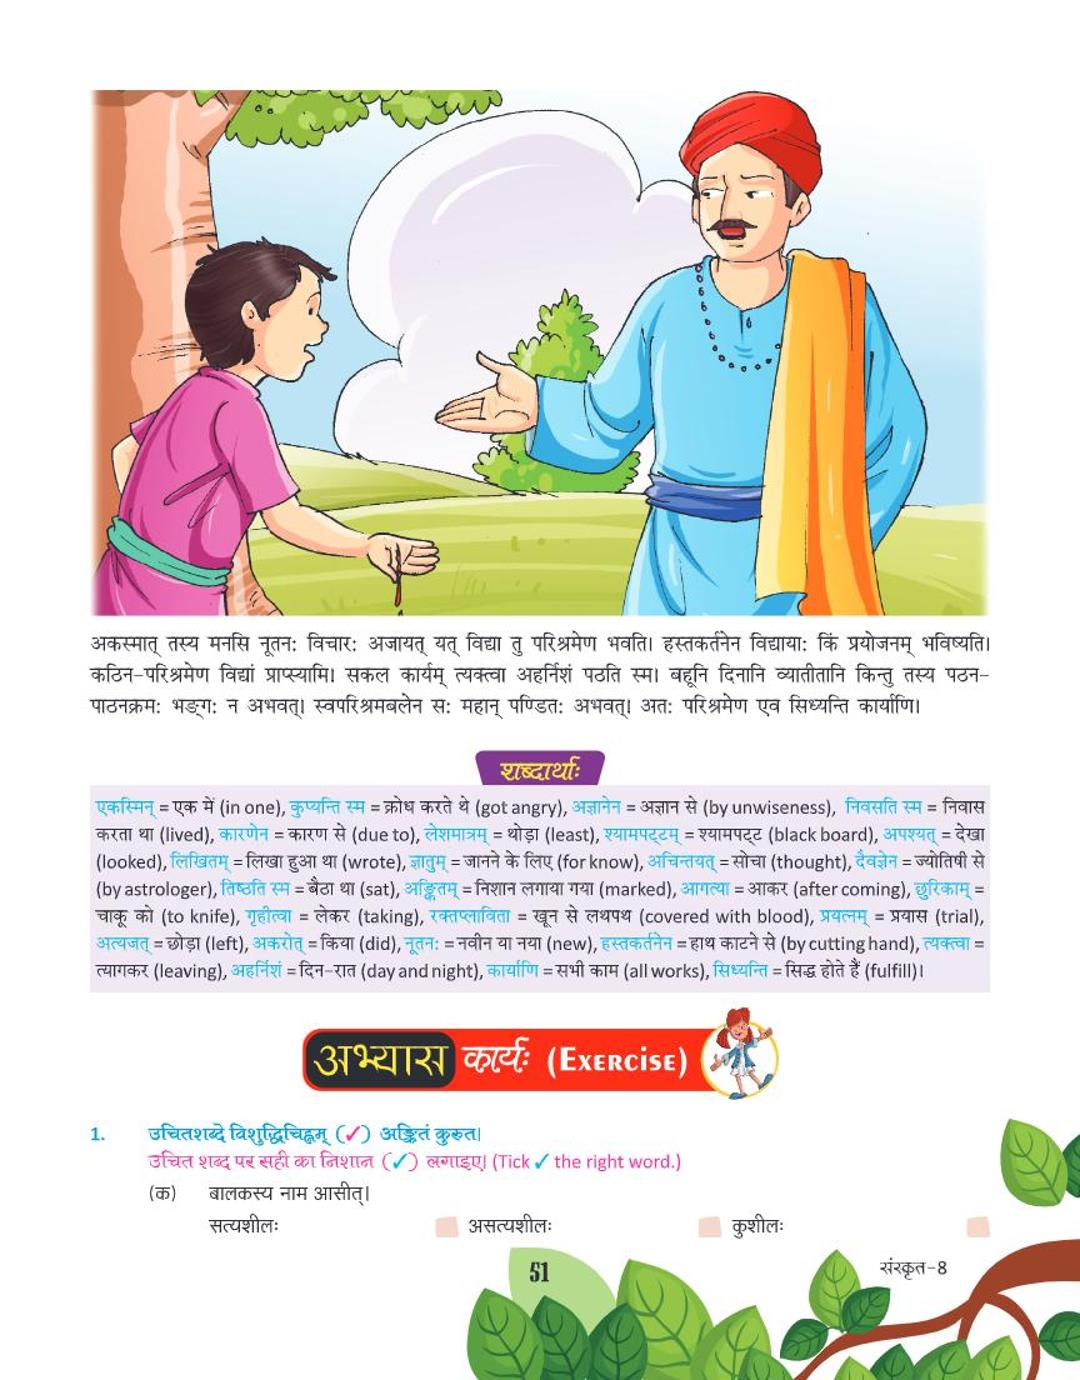 अकस्मात् तस्य मनसि नूतनः विचारः अजायत् यत् विद्या तु परिश्रमेण भवति। हस्तकर्तनेन विद्यायाः किं प्रयोजनम् भविष्यति।
कठिन-परिश्रमेण विद्यां प्राप्स्यामि। सकल कार्यम् त्यक्त्वा अहर्निशं पठति स्म। बहूनि दिनानि व्यातीतानि किन्तु तस्य पठन-
पाठनक्रमः भङ्गः न अभवत्। स्वपरिश्रमबलेन सः महान् पण्डितः अभवत्। अतः परिश्रमेण एव सिध्यन्ति कार्याणि।
शब्दार्थाः
एकस्मिन् = एक में (in one), कुप्यन्ति स्म = क्रोध करते थे (got angry), अज्ञानेन = अज्ञान से (by unwiseness), निवसति स्म = निवास
करता था (lived), कारणेन = कारण से (due to), लेशमात्रम् = थोड़ा (least), श्यामपट्टम् = श्यामपट्ट (black board), अपश्यत् = देखा
(looked), लिखितम् = लिखा हुआ था (wrote), ज्ञातुम् = जानने के लिए (for know), अचिन्तयत् = सोचा (thought), दैवज्ञेन = ज्योतिषी से
(by astrologer), तिष्ठति स्म = बैठा था (sat), अङ्कितम् = निशान लगाया गया (marked), आगत्या = आकर (after coming), छुरिकाम् =
चाकू को (to knife), गृहीत्वा = लेकर (taking), रक्तप्लाविता = खून से लथपथ (covered with blood), प्रयत्नम् = प्रयास (trial),
अत्यजत् = छोड़ा (left), अकरोत् = किया (did), नूतनः = नवीन या नया (new), हस्तकर्तनेन = हाथ काटने से (by cutting hand), त्यक्त्वा =
त्यागकर (leaving), अहर्निशं = दिन-रात (day and night), कार्याणि = सभी काम (all works), सिध्यन्ति = सिद्ध होते हैं (fulfill)।
अभ्यास कार्यः (EXERCISE)
1. उचितशब्दे विशुद्धिचिह्नम् (✓) अङ्कितं कुरुत।
उचित शब्द पर सही का निशान (✓) लगाइए। (Tick ✓ the right word.)
(क) बालकस्य नाम आसीत्।
सत्यशीलः असत्यशीलः कुशीलः
51 संस्कृत-8